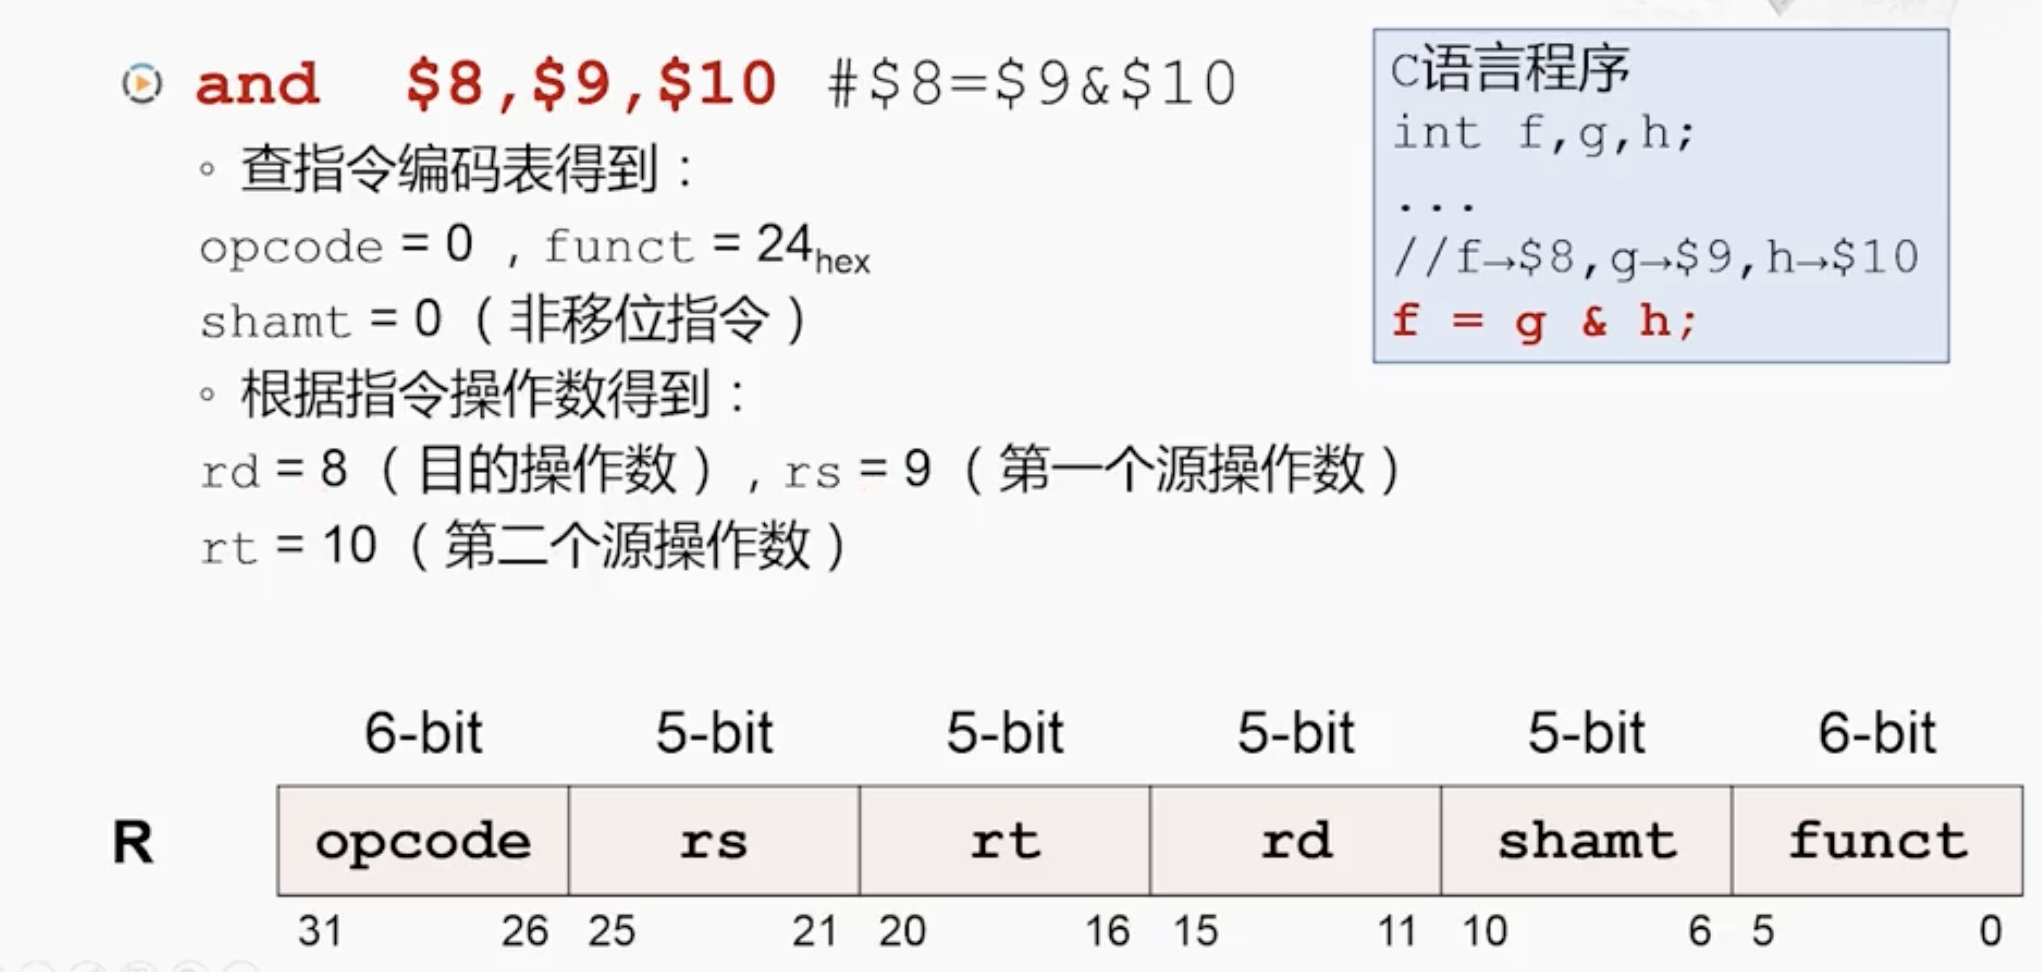 and $8,$9,$10 #$8=$9&$10
◦ 查指令编码表得到：
opcode = 0 , funct = 24hex
shamt = 0（非移位指令）
◦ 根据指令操作数得到：
rd = 8（目的操作数）, rs = 9（第一个源操作数）
rt = 10（第二个源操作数）
C语言程序
int f,g,h;
...
//f→$8,g→$9,h→$10
f = g & h;
6-bit 5-bit 5-bit 5-bit 5-bit 6-bit
R opcode rs rt rd shamt funct
31 26 25 21 20 16 15 11 10 6 5 0